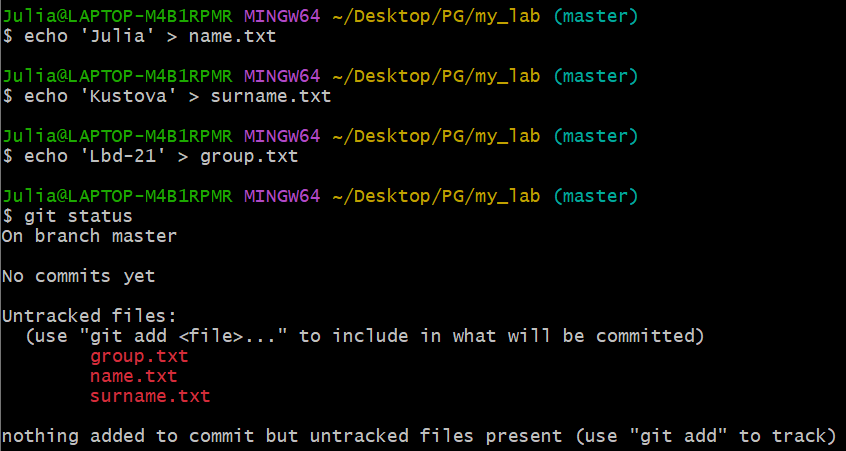 Julia@LAPTOP-M4B1RPMR MINGW64 ~/Desktop/PG/my_lab (master)
$ echo 'Julia' > name.txt
Julia@LAPTOP-M4B1RPMR MINGW64 ~/Desktop/PG/my_lab (master)
$ echo 'Kustova' > surname.txt
Julia@LAPTOP-M4B1RPMR MINGW64 ~/Desktop/PG/my_lab (master)
$ echo 'Lbd-21' > group.txt
Julia@LAPTOP-M4B1RPMR MINGW64 ~/Desktop/PG/my_lab (master)
$ git status
On branch master
No commits yet
Untracked files:
(use "git add <file>..." to include in what will be committed)
group.txt
name.txt
surname.txt
nothing added to commit but untracked files present (use "git add" to track)